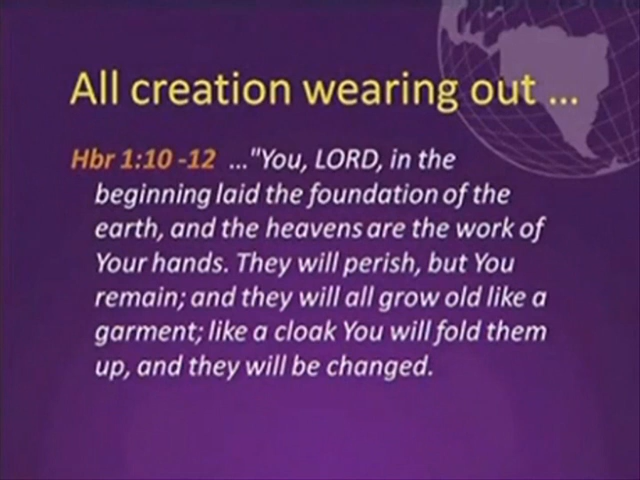 All creation wearing out ...
Hbr 1:10 -12 ..."You, LORD, in the
beginning laid the foundation of the
earth, and the heavens are the work of
Your hands. They will perish, but You
remain; and they will all grow old like a
garment; like a cloak You will fold them
up, and they will be changed.